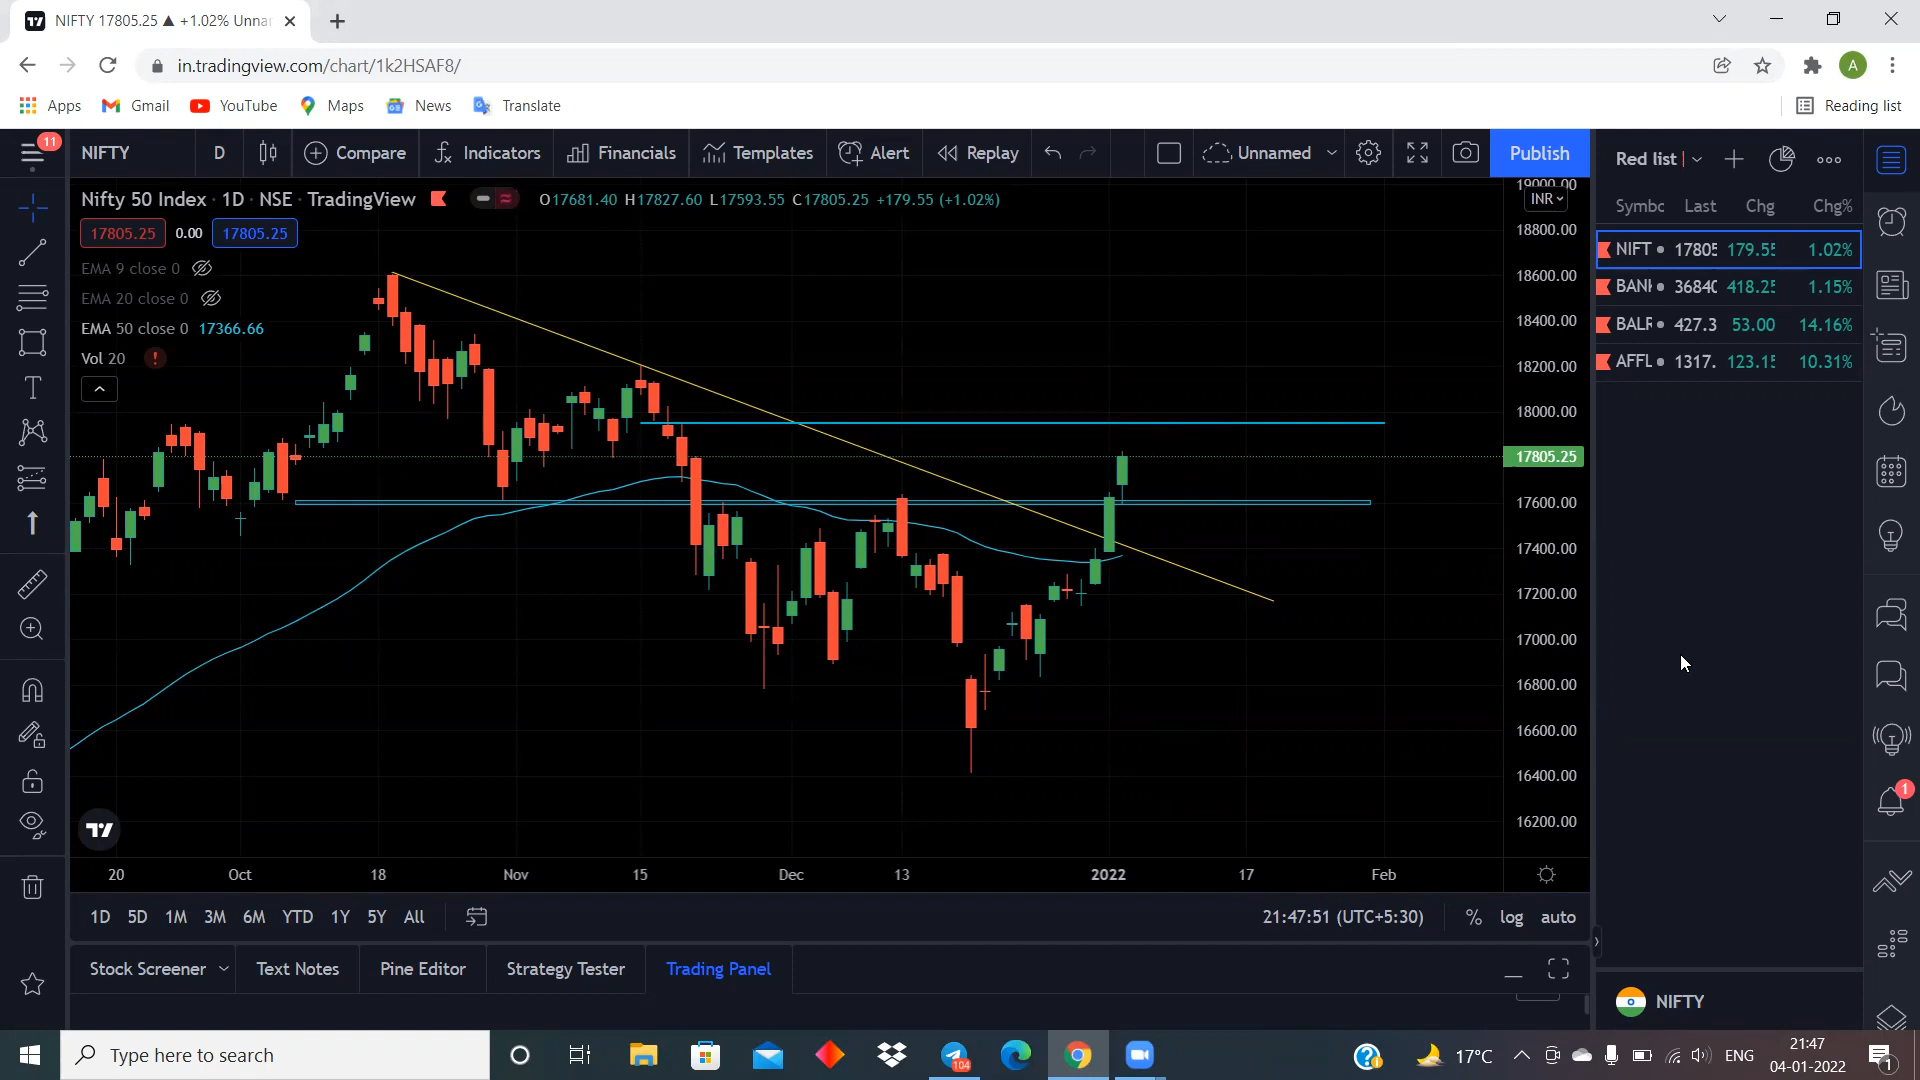 NIFTY 17805.25 ▲ +1.02% Unna
in.tradingview.com/chart/1k2HSAF8/
A
Apps Gmail YouTube Maps News Translate Reading list
11 NIFTY D Compare Indicators Financials Templates Alert Replay Unnamed Publish Red list
Nifty 50 Index · 1D · NSE · TradingView O17681.40 H17827.60 L17593.55 C17805.25 +179.55 (+1.02%)
17805.25 0.00 17805.25
EMA 9 close 0
EMA 20 close 0
EMA 50 close 0 17366.66
Vol 20 !
19000.00
INR
18800.00
18600.00
18400.00
18200.00
18000.00
17805.25
17600.00
17400.00
17200.00
17000.00
16800.00
16600.00
16400.00
16200.00
Symbc Last Chg Chg%
NIFT 17805 179.55 1.02%
BANK 36840 418.25 1.15%
BALR 427.3 53.00 14.16%
AFFL 1317. 123.15 10.31%
1
20 Oct 18 Nov 15 Dec 13 2022 17 Feb
1D 5D 1M 3M 6M YTD 1Y 5Y All 21:47:51 (UTC+5:30) % log auto
Stock Screener Text Notes Pine Editor Strategy Tester Trading Panel
NIFTY
Type here to search
104
17°C ENG
21:47
04-01-2022
1